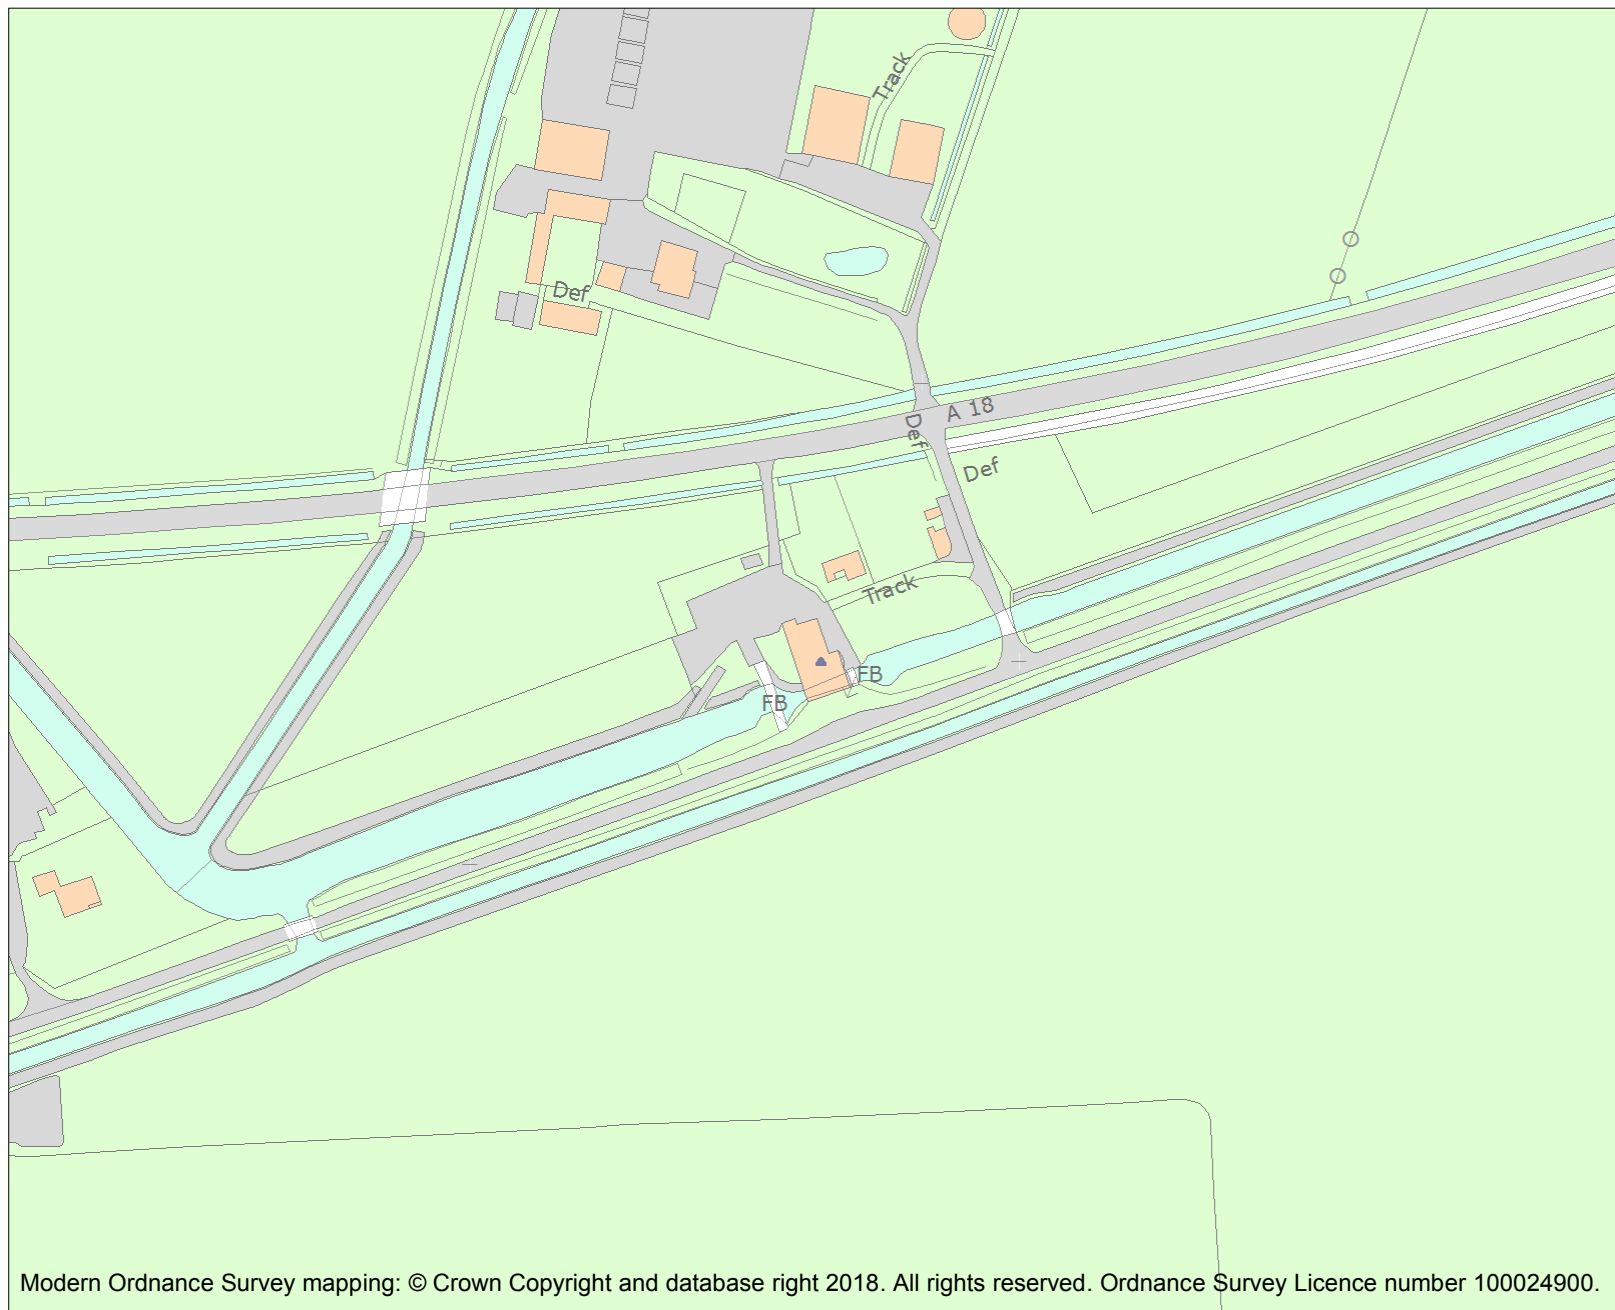 Track
Def
A 18
Def
Def
Track
FB
FB
Modern Ordnance Survey mapping: © Crown Copyright and database right 2018. All rights reserved. Ordnance Survey Licence number 100024900.